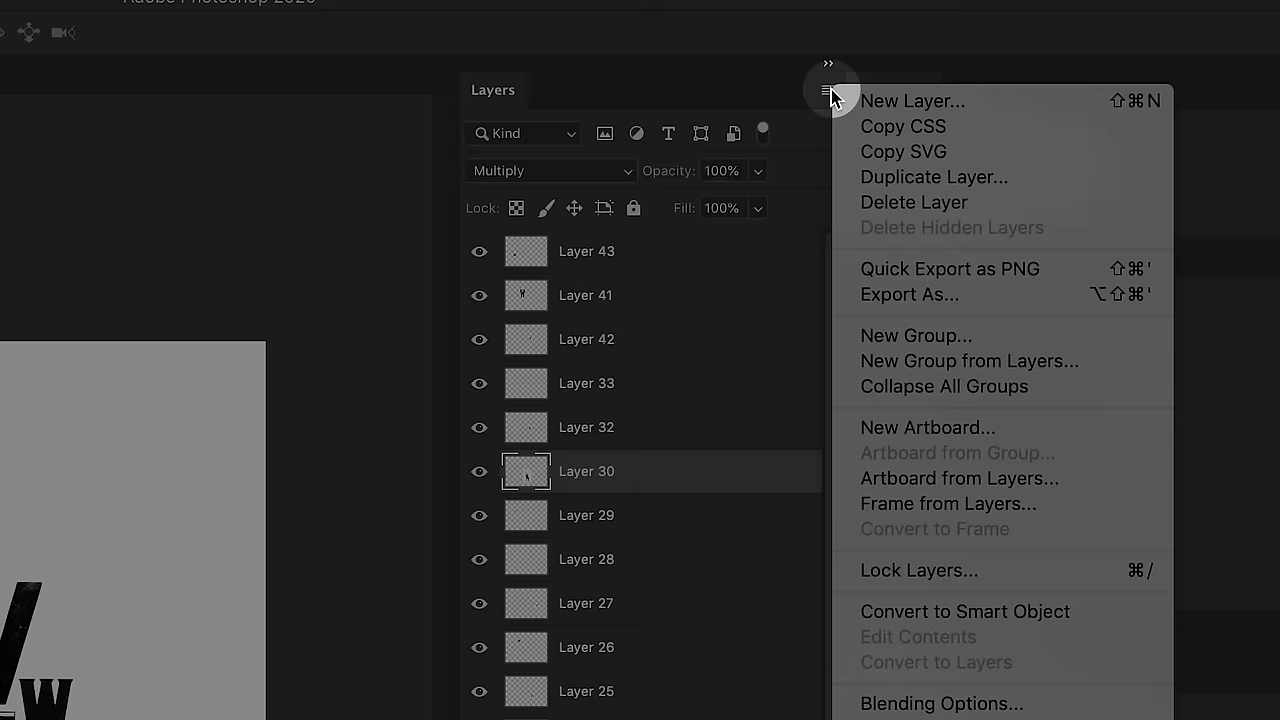 Adobe Photoshop 2020
Layers
Kind
Multiply
Opacity: 100%
Lock:
Fill: 100%
Layer 43
Layer 41
Layer 42
Layer 33
Layer 32
Layer 30
Layer 29
Layer 28
Layer 27
Layer 26
Layer 25
New Layer... ⇧⌘N
Copy CSS
Copy SVG
Duplicate Layer...
Delete Layer
Delete Hidden Layers
Quick Export as PNG ⇧⌘'
Export As... ⌥⇧⌘'
New Group...
New Group from Layers...
Collapse All Groups
New Artboard...
Artboard from Group...
Artboard from Layers...
Frame from Layers...
Convert to Frame
Lock Layers... ⌘/
Convert to Smart Object
Edit Contents
Convert to Layers
Blending Options...
W